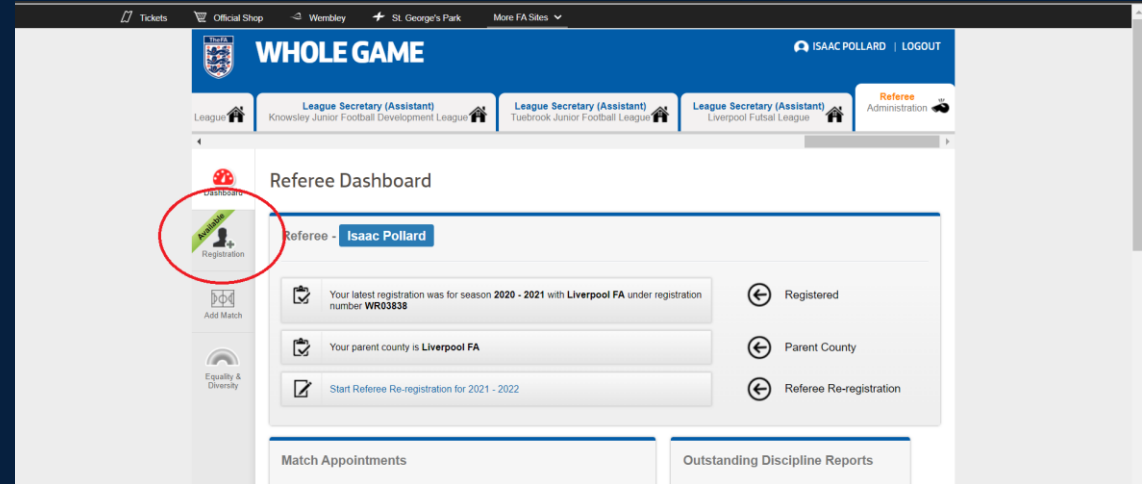 Tickets Official Shop Wembley St. George's Park More FA Sites
The FA
WHOLE GAME
ISAAC POLLARD | LOGOUT
League
League Secretary (Assistant)
Knowsley Junior Football Development League
League Secretary (Assistant)
Tuebrook Junior Football League
League Secretary (Assistant)
Liverpool Futsal League
Referee
Administration
Dashboard
Available
Registration
Add Match
Equality &
Diversity
Referee Dashboard
Referee - Isaac Pollard
Your latest registration was for season 2020 - 2021 with Liverpool FA under registration
number WR03838
Registered
Your parent county is Liverpool FA
Parent County
Start Referee Re-registration for 2021 - 2022
Referee Re-registration
Match Appointments
Outstanding Discipline Reports